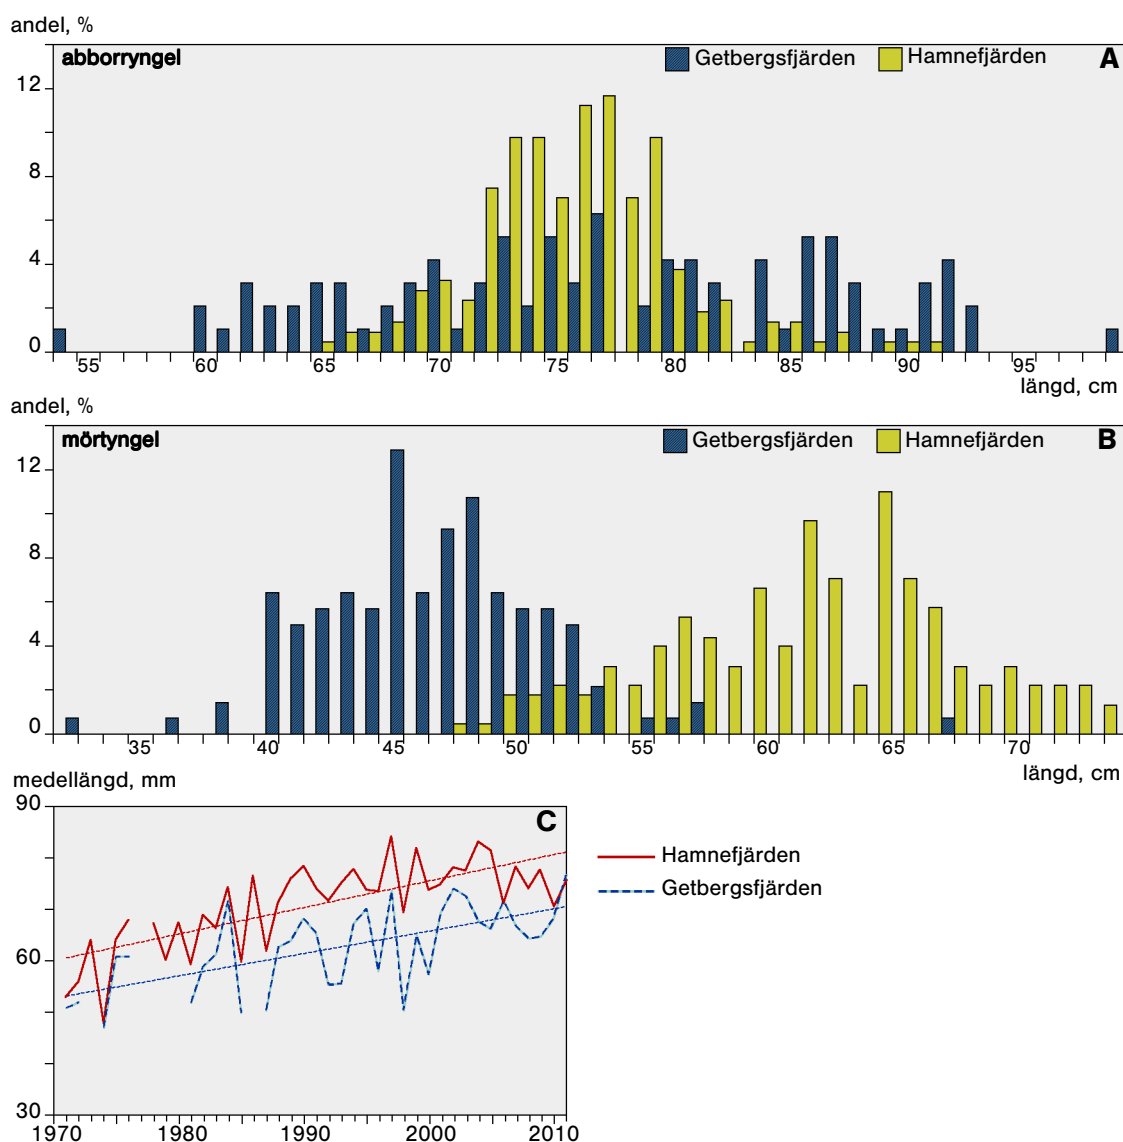 andel, %
abborryngel
Getbergsfjärden Hamnefjärden A
12
8
4
0
55 60 65 70 75 80 85 90 95
längd, cm
andel, %
mörtyngel
Getbergsfjärden Hamnefjärden B
12
8
4
0
35 40 45 50 55 60 65 70
längd, cm
medellängd, mm
90
C
60
30
1970 1980 1990 2000 2010
Hamnefjärden
Getbergsfjärden